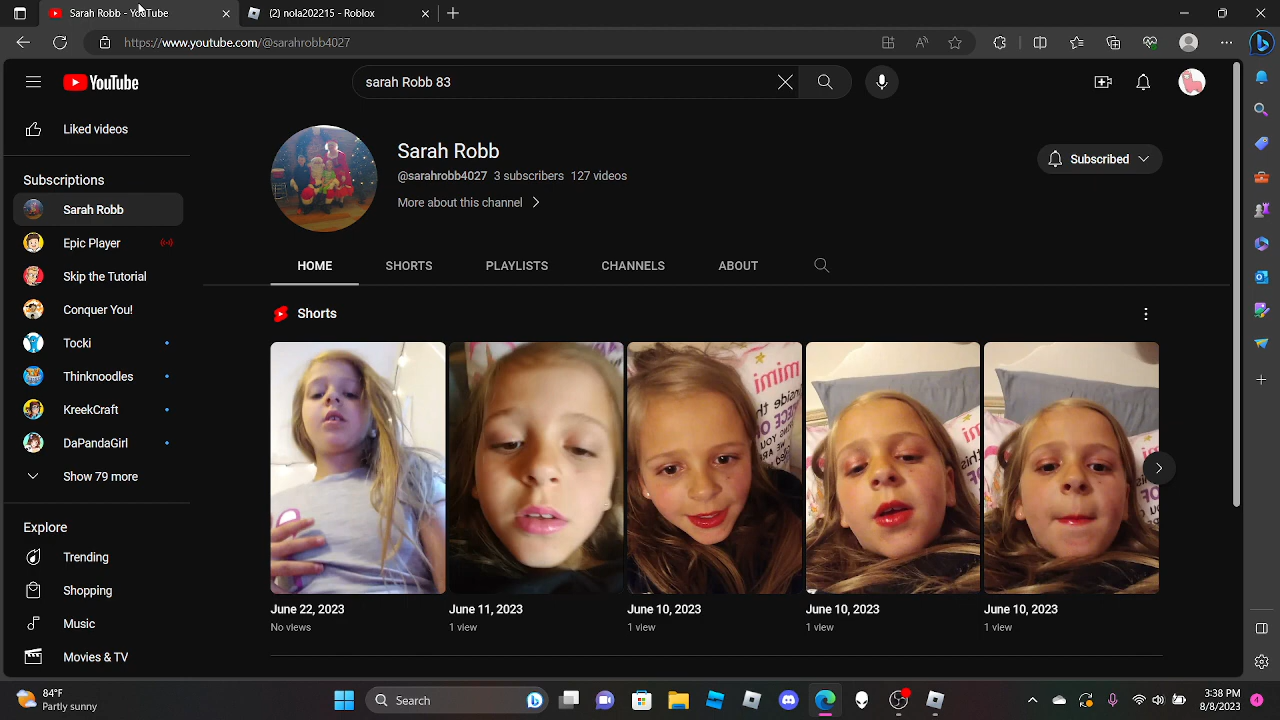 Sarah Robb - YouTube
(2) nola202215 - Roblox
https://www.youtube.com/@sarahrobb4027
YouTube
sarah Robb 83
Liked videos
Subscriptions
Sarah Robb
Epic Player
Skip the Tutorial
Conquer You!
Tocki
Thinknoodles
KreekCraft
DaPandaGirl
Show 79 more
Explore
Trending
Shopping
Music
Movies & TV
Sarah Robb
@sarahrobb4027 3 subscribers 127 videos
More about this channel
Subscribed
HOME SHORTS PLAYLISTS CHANNELS ABOUT
Shorts
mimi
June 22, 2023
No views
June 11, 2023
1 view
June 10, 2023
1 view
June 10, 2023
1 view
June 10, 2023
1 view
84°F
Partly sunny
Search
3:38 PM
8/8/2023
4